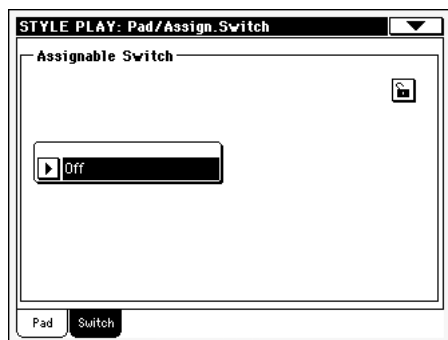 STYLE PLAY: Pad/Assign.Switch
Assignable Switch
Off
Pad
Switch